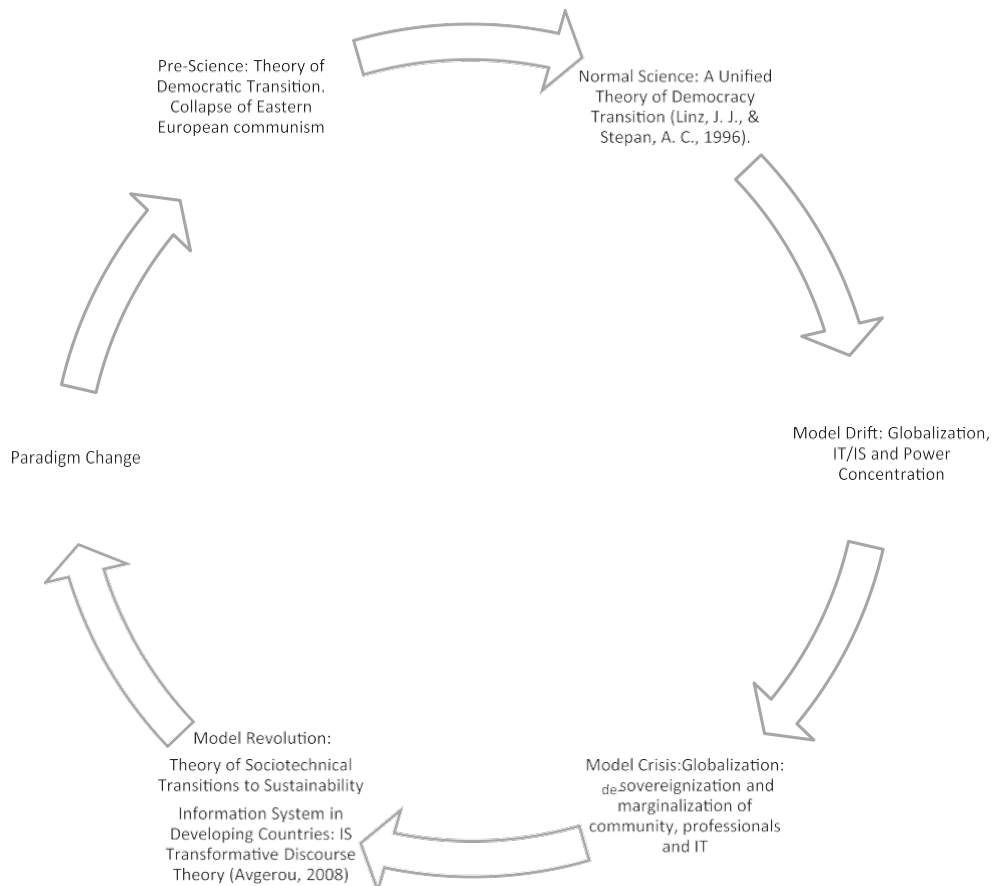 Pre-Science: Theory of
Democratic Transition.
Collapse of Eastern
European communism
Normal Science: A Unified
Theory of Democracy
Transition (Linz, J. J., &
Stepan, A. C., 1996).
Model Drift: Globalization,
IT/IS and Power
Concentration
Model Crisis:Globalization:
de-sovereignization and
marginalization of
community, professionals
and IT
Model Revolution:
Theory of Sociotechnical
Transitions to Sustainability
Information System in
Developing Countries: IS
Transformative Discourse
Theory (Avgerou, 2008)
Paradigm Change